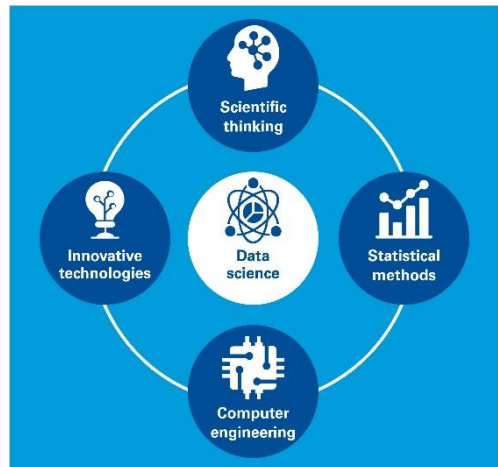 Scientific
thinking
Innovative
technologies
Data
science
Statistical
methods
Computer
engineering